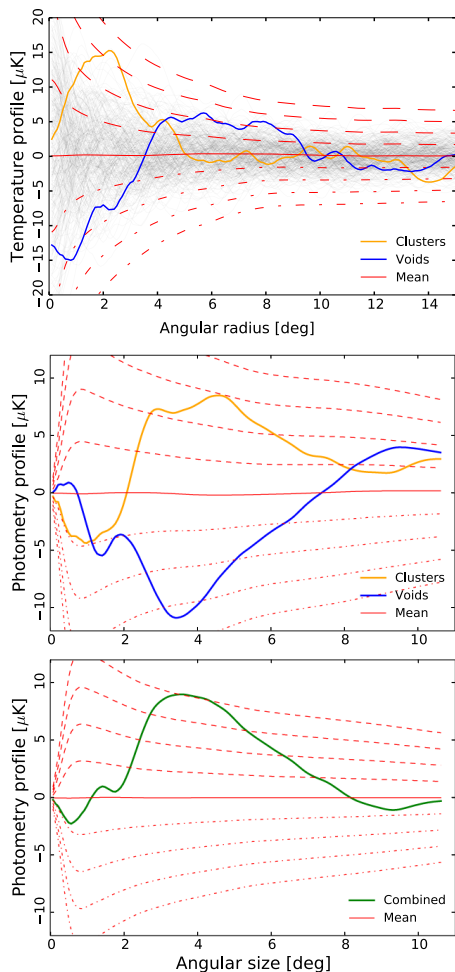 20
15
10
5
0
−5
−10
−15
−20
Temperature profile [μK]
0 2 4 6 8 10 12 14
Angular radius [deg]
Clusters
Voids
Mean
10
5
0
−5
−10
Photometry profile [μK]
0 2 4 6 8 10
Clusters
Voids
Mean
10
5
0
−5
−10
Photometry profile [μK]
0 2 4 6 8 10
Angular size [deg]
Combined
Mean